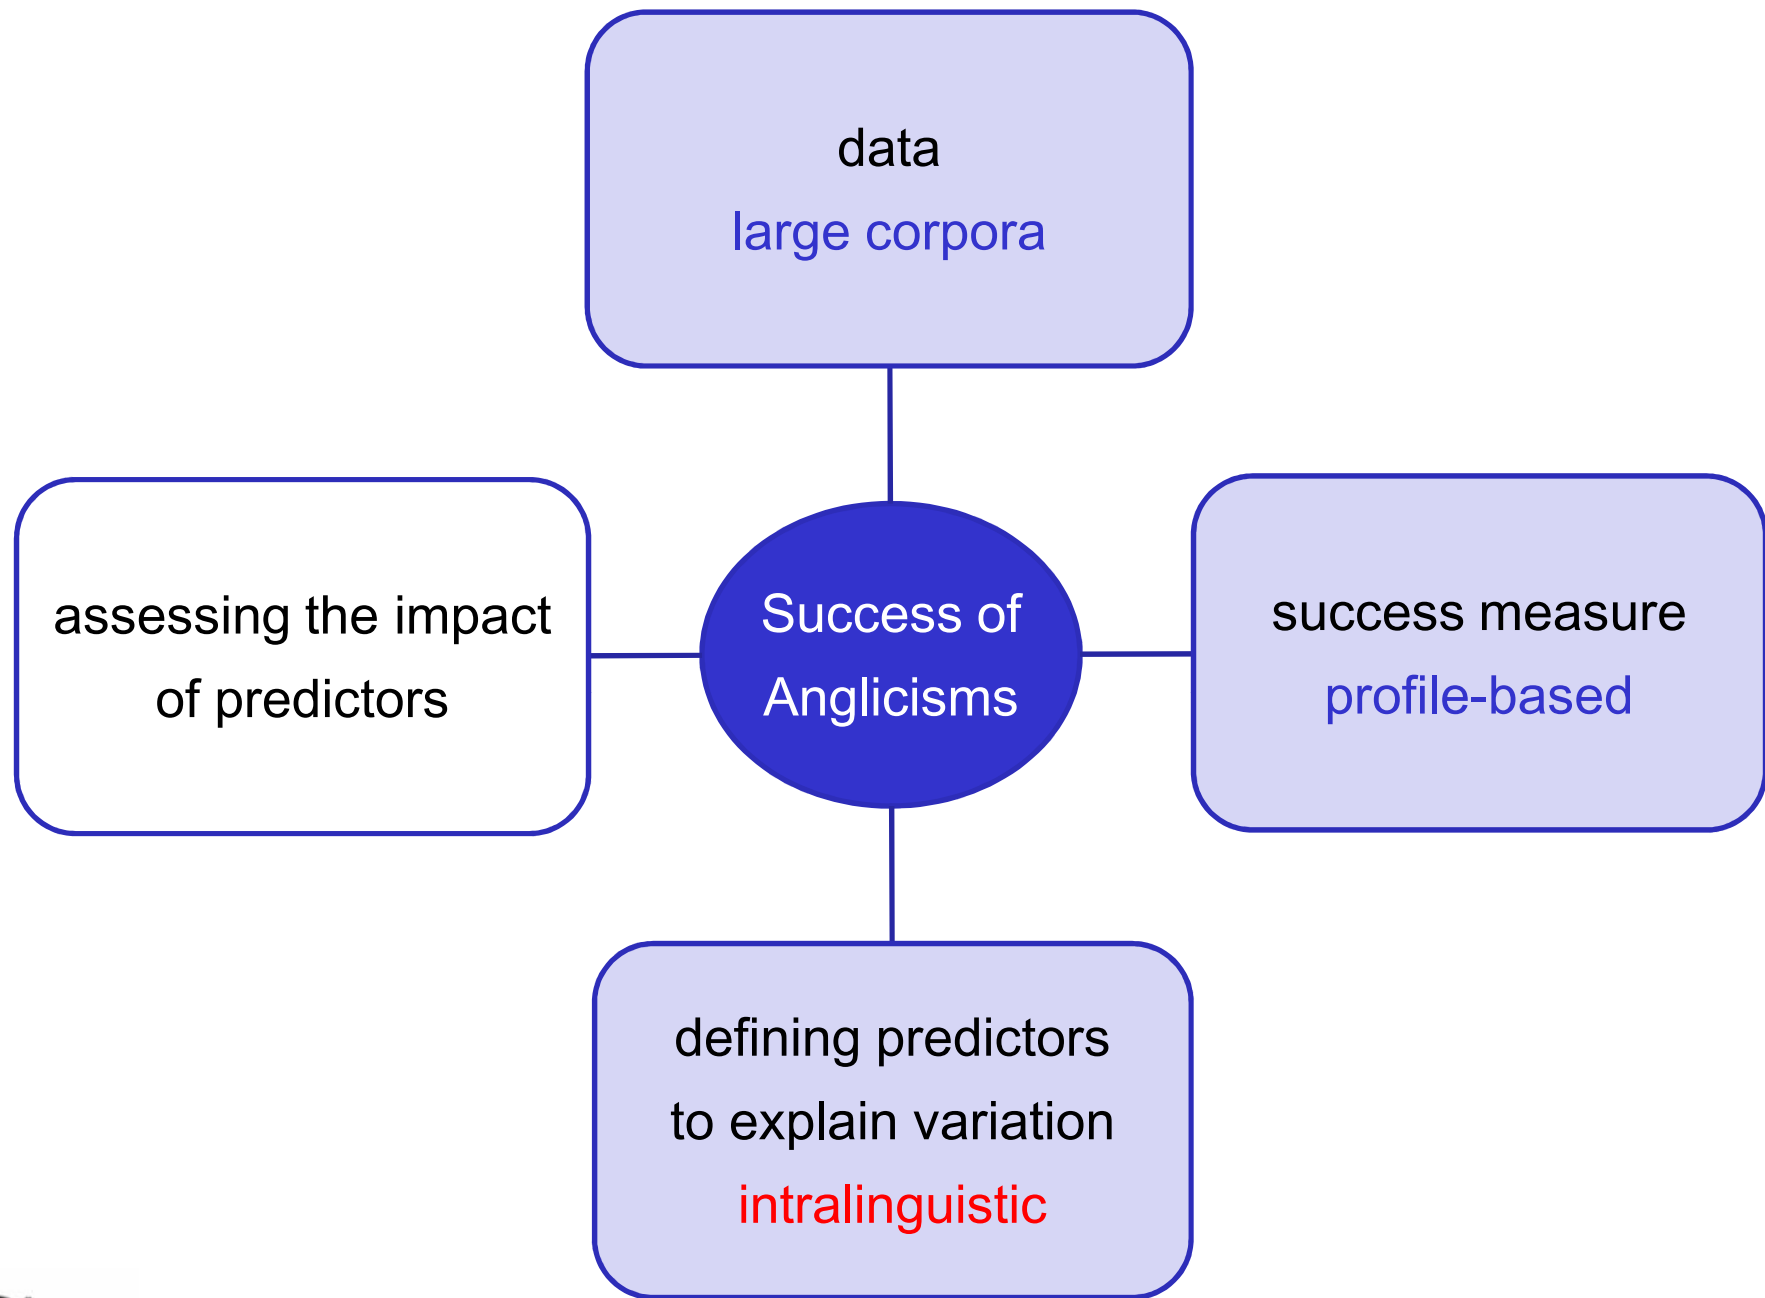 data
large corpora
assessing the impact
of predictors
Success of
Anglicisms
success measure
profile-based
defining predictors
to explain variation
intralinguistic